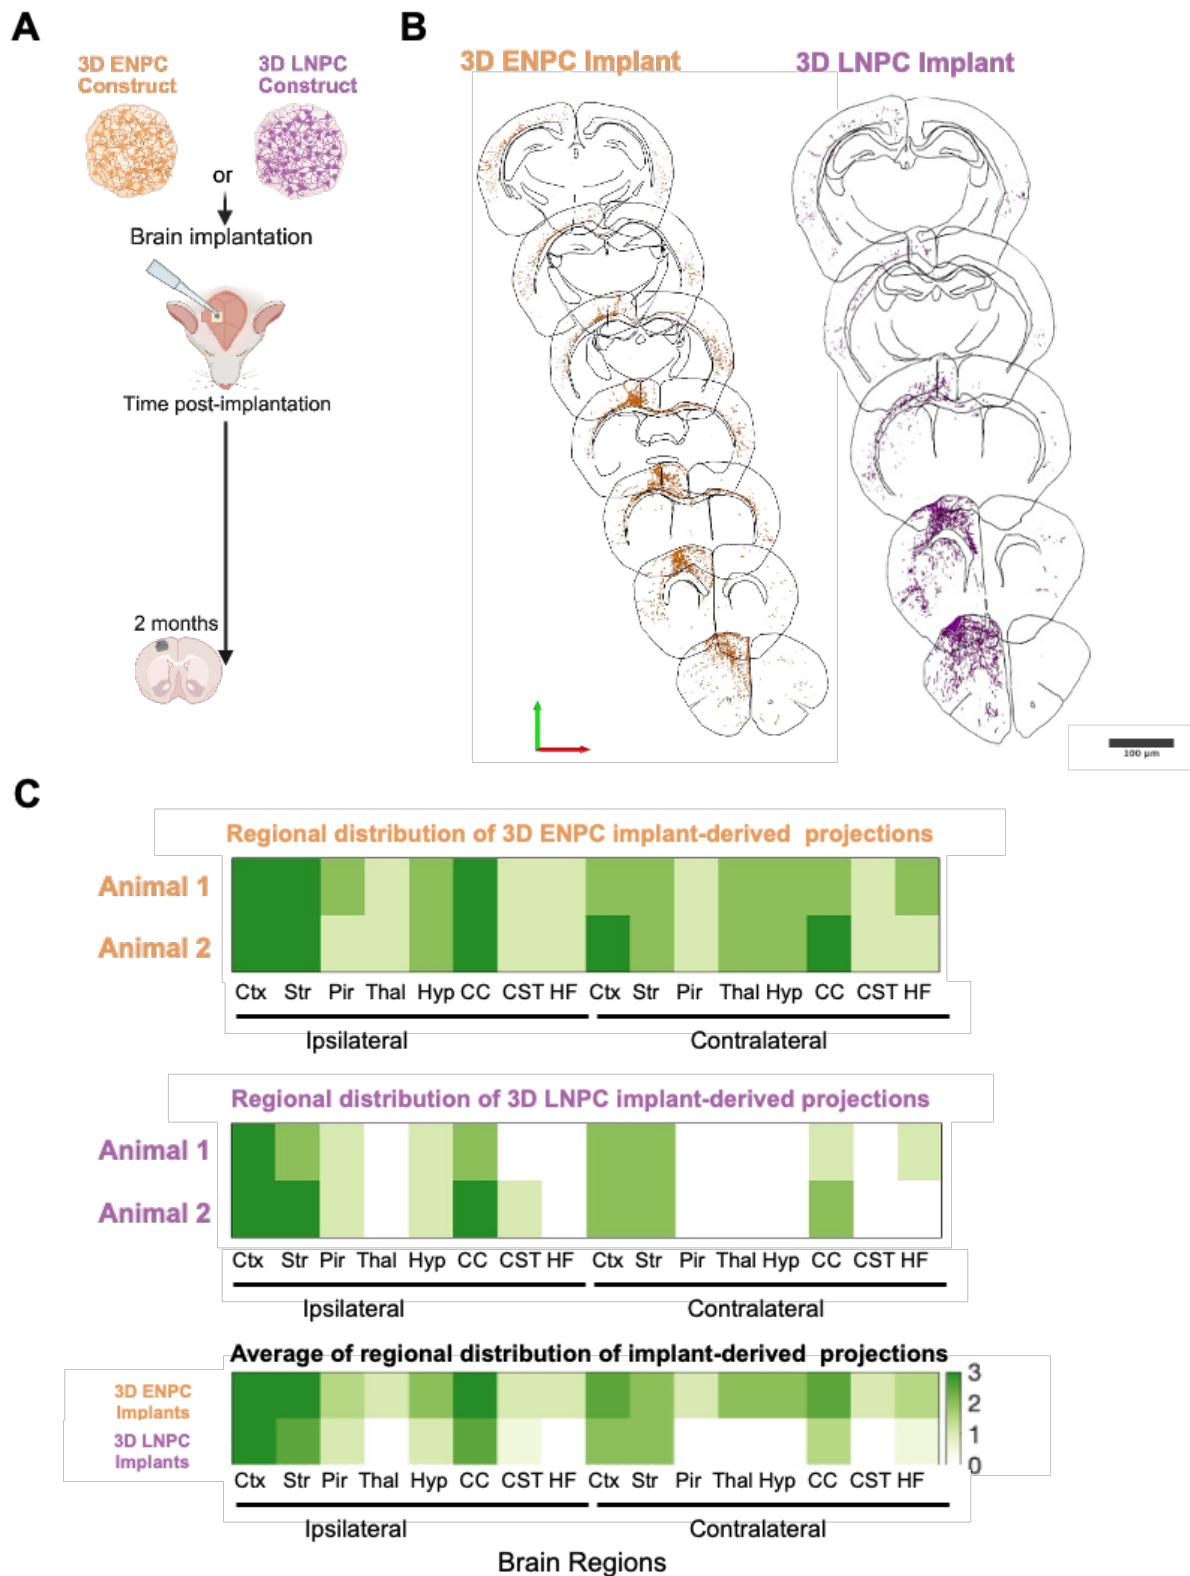 A
B
3D ENPC
Construct
3D LNPC
Construct
or
Brain implantation
Time post-implantation
2 months
3D ENPC Implant
3D LNPC Implant
100 µm
C
Regional distribution of 3D ENPC implant-derived projections
Animal 1
Animal 2
Ctx Str Pir Thal Hyp CC CST HF Ctx Str Pir Thal Hyp CC CST HF
Ipsilateral Contralateral
Regional distribution of 3D LNPC implant-derived projections
Animal 1
Animal 2
Ctx Str Pir Thal Hyp CC CST HF Ctx Str Pir Thal Hyp CC CST HF
Ipsilateral Contralateral
Average of regional distribution of implant-derived projections
3D ENPC
Implants
3D LNPC
Implants
3
2
1
0
Ctx Str Pir Thal Hyp CC CST HF Ctx Str Pir Thal Hyp CC CST HF
Ipsilateral Contralateral
Brain Regions